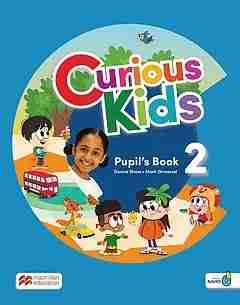 Curious
Kids
Pupil's Book 2
Donna Shaw • Mark Ormerod
macmillan
education